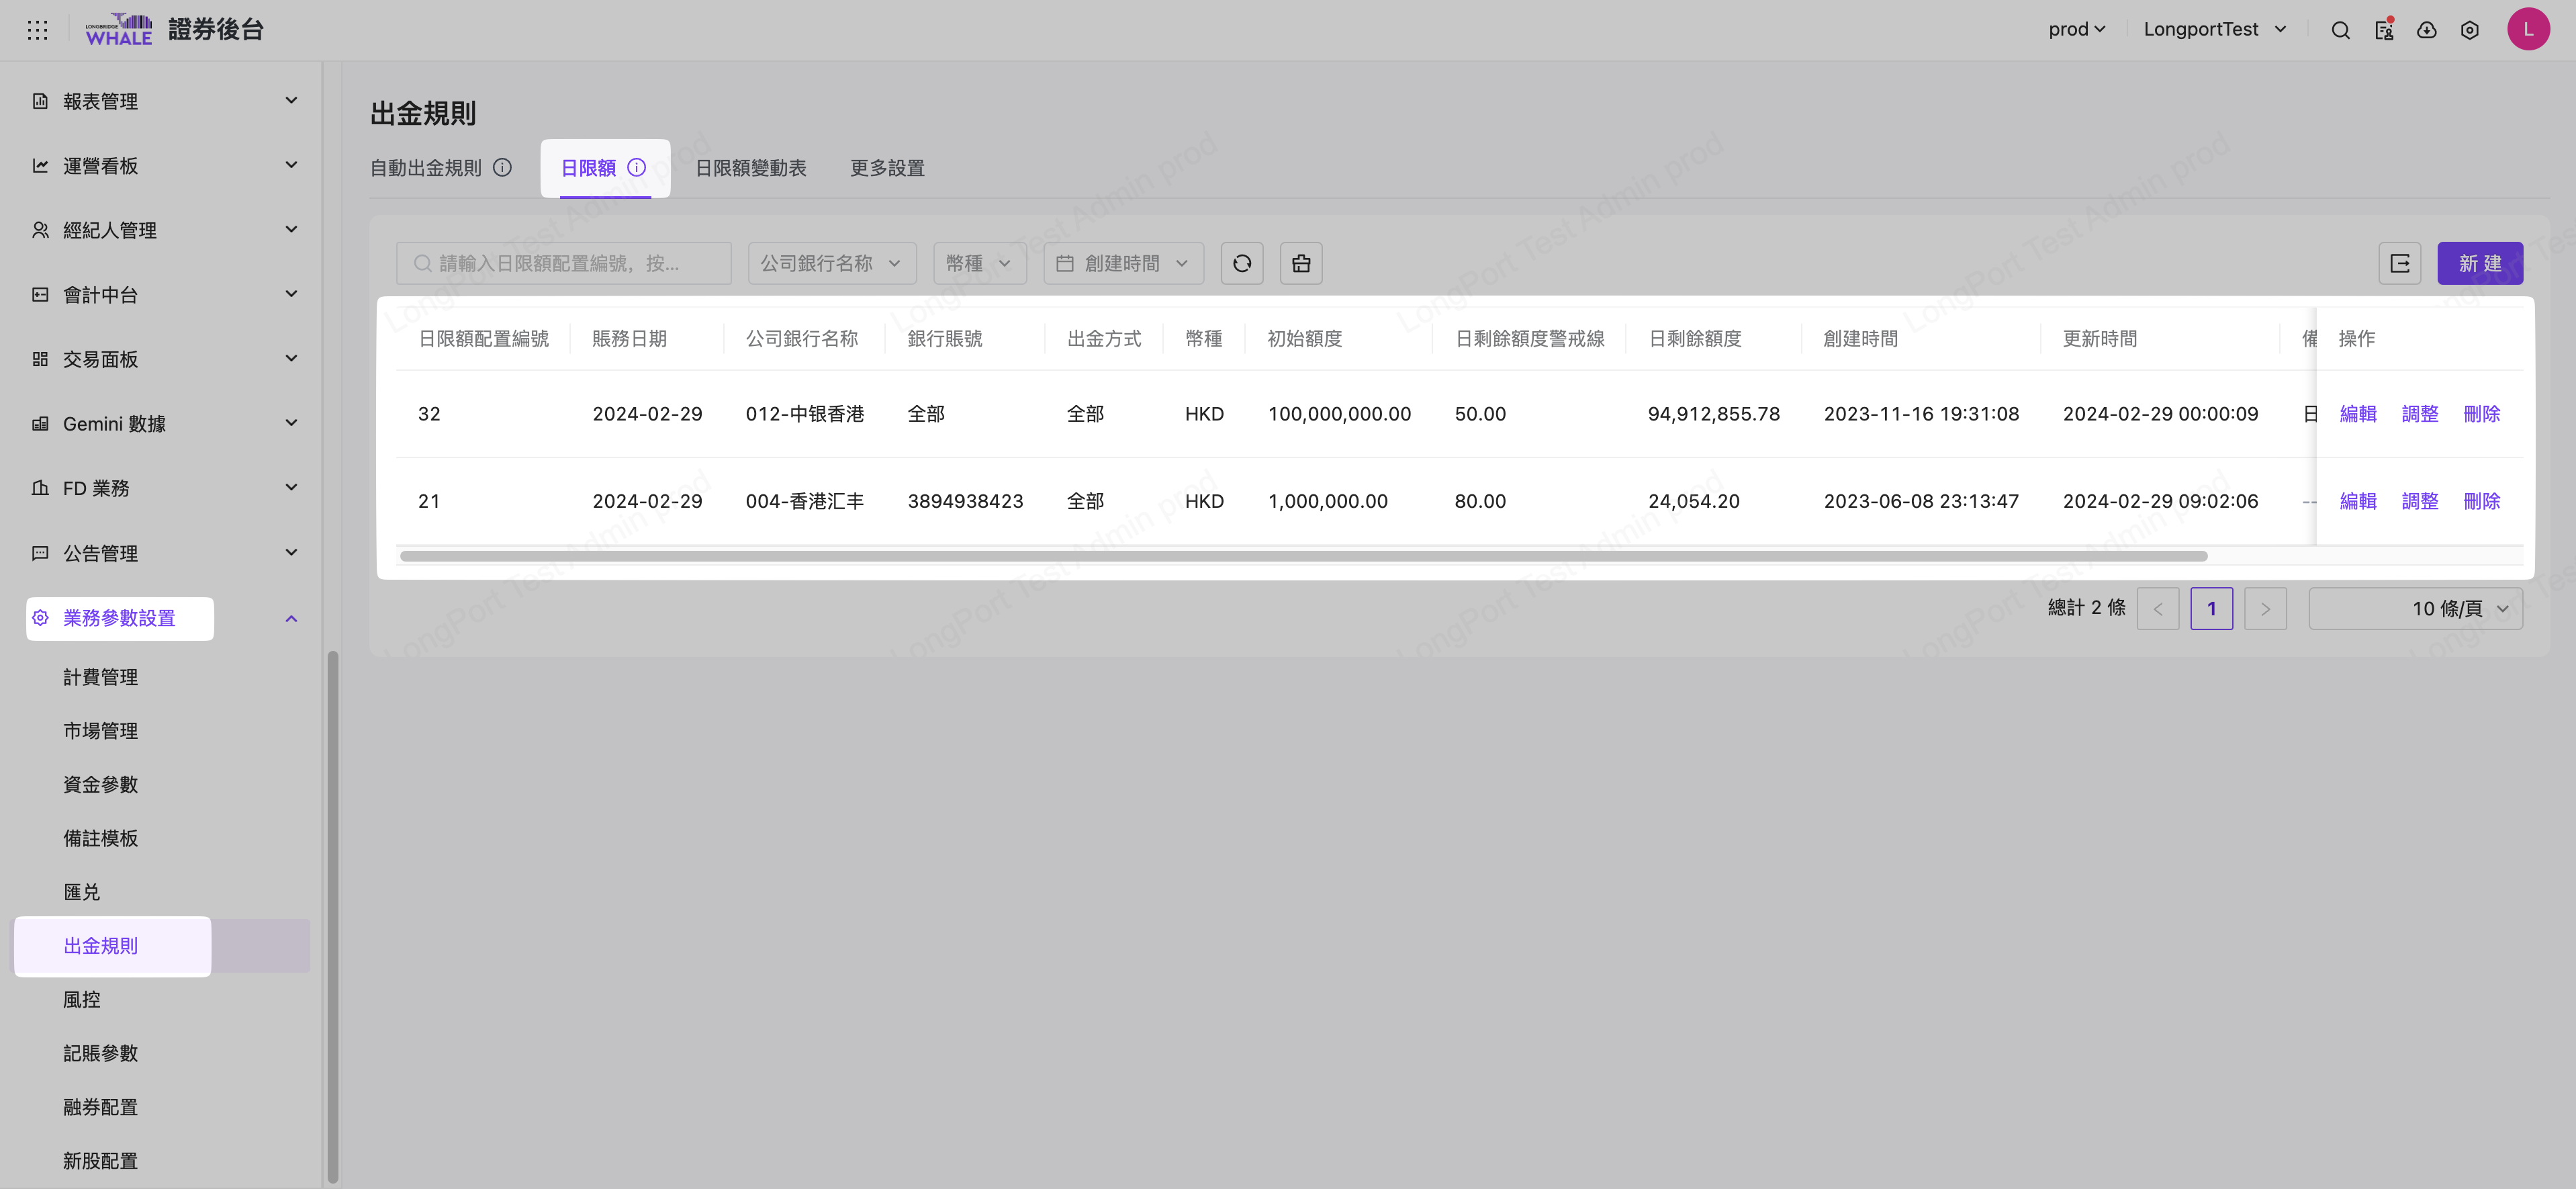 LONGBRIDGE
WHALE
證券後台
prod
LongportTest
L
報表管理
運營看板
經紀人管理
會計中台
交易面板
Gemini 數據
FD 業務
公告管理
業務參數設置
計費管理
市場管理
資金參數
備註模板
匯兌
出金規則
風控
記賬參數
融券配置
新股配置
出金規則
自動出金規則 日限額 日限額變動表 更多設置
請輸入日限額配置編號，按... 公司銀行名称 幣種 創建時間 新 建
日限額配置編號 賬務日期 公司銀行名称 銀行賬號 出金方式 幣種 初始額度 日剩餘額度警戒線 日剩餘額度 創建時間 更新時間 備 操作
32 2024-02-29 012-中银香港 全部 全部 HKD 100,000,000.00 50.00 94,912,855.78 2023-11-16 19:31:08 2024-02-29 00:00:09 日 編輯 調整 刪除
21 2024-02-29 004-香港汇丰 3894938423 全部 HKD 1,000,000.00 80.00 24,054.20 2023-06-08 23:13:47 2024-02-29 09:02:06 -- 編輯 調整 刪除
總計 2 條 1 10 條/頁
LongPort Test Admin prod